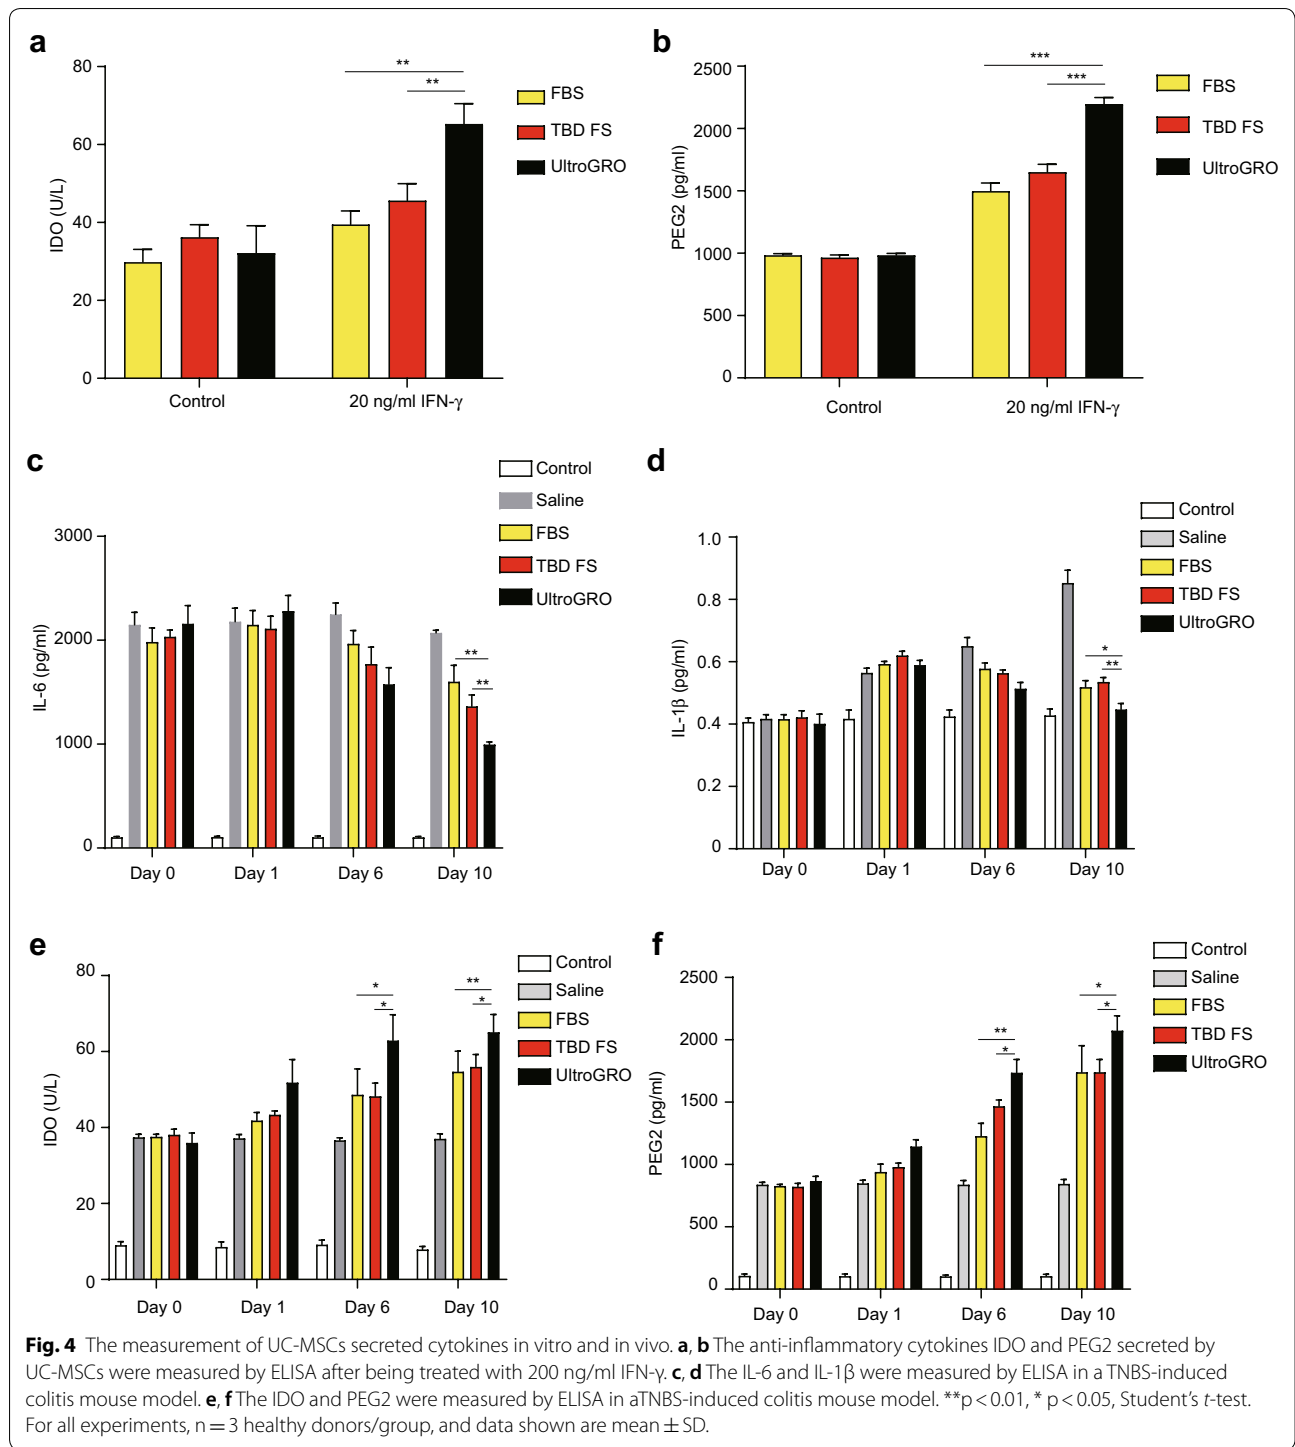 a
80
60
40
20
0
IDO (U/L)
**
**
FBS
TBD FS
UltroGRO
Control
20 ng/ml IFN-γ
b
2500
2000
1500
1000
500
0
PEG2 (pg/ml)
***
***
FBS
TBD FS
UltroGRO
Control
20 ng/ml IFN-γ
c
3000
2000
1000
0
IL-6 (pg/ml)
Control
Saline
FBS
TBD FS
UltroGRO
**
**
Day 0
Day 1
Day 6
Day 10
d
1.0
0.8
0.6
0.4
0.2
0
IL-1β (pg/ml)
Control
Saline
FBS
TBD FS
UltroGRO
*
**
Day 0
Day 1
Day 6
Day 10
e
80
60
40
20
0
IDO (U/L)
*
*
**
*
Control
Saline
FBS
TBD FS
UltroGRO
Day 0
Day 1
Day 6
Day 10
f
2500
2000
1500
1000
500
0
PEG2 (pg/ml)
**
*
*
*
Control
Saline
FBS
TBD FS
UltroGRO
Day 0
Day 1
Day 6
Day 10
Fig. 4 The measurement of UC-MSCs secreted cytokines in vitro and in vivo. a, b The anti-inflammatory cytokines IDO and PEG2 secreted by
UC-MSCs were measured by ELISA after being treated with 200 ng/ml IFN-γ. c, d The IL-6 and IL-1β were measured by ELISA in a TNBS-induced
colitis mouse model. e, f The IDO and PEG2 were measured by ELISA in aTNBS-induced colitis mouse model. **p < 0.01, * p < 0.05, Student's t-test.
For all experiments, n = 3 healthy donors/group, and data shown are mean ± SD.